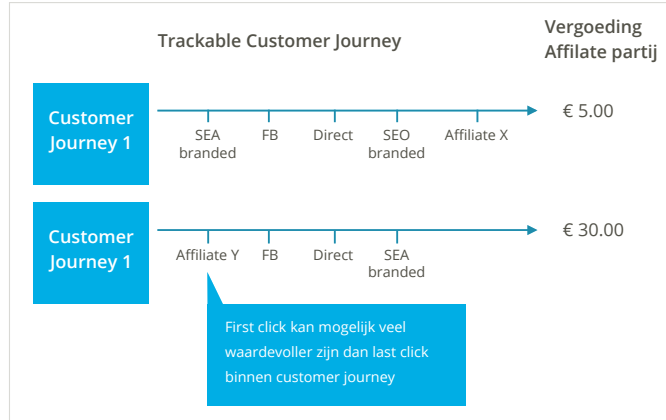 Trackable Customer Journey
Vergoeding
Affilate partij
Customer
Journey 1
SEA
branded
FB
Direct
SEO
branded
Affiliate X
€ 5.00
Customer
Journey 1
Affiliate Y
FB
Direct
SEA
branded
€ 30.00
First click kan mogelijk veel
waardevoller zijn dan last click
binnen customer journey